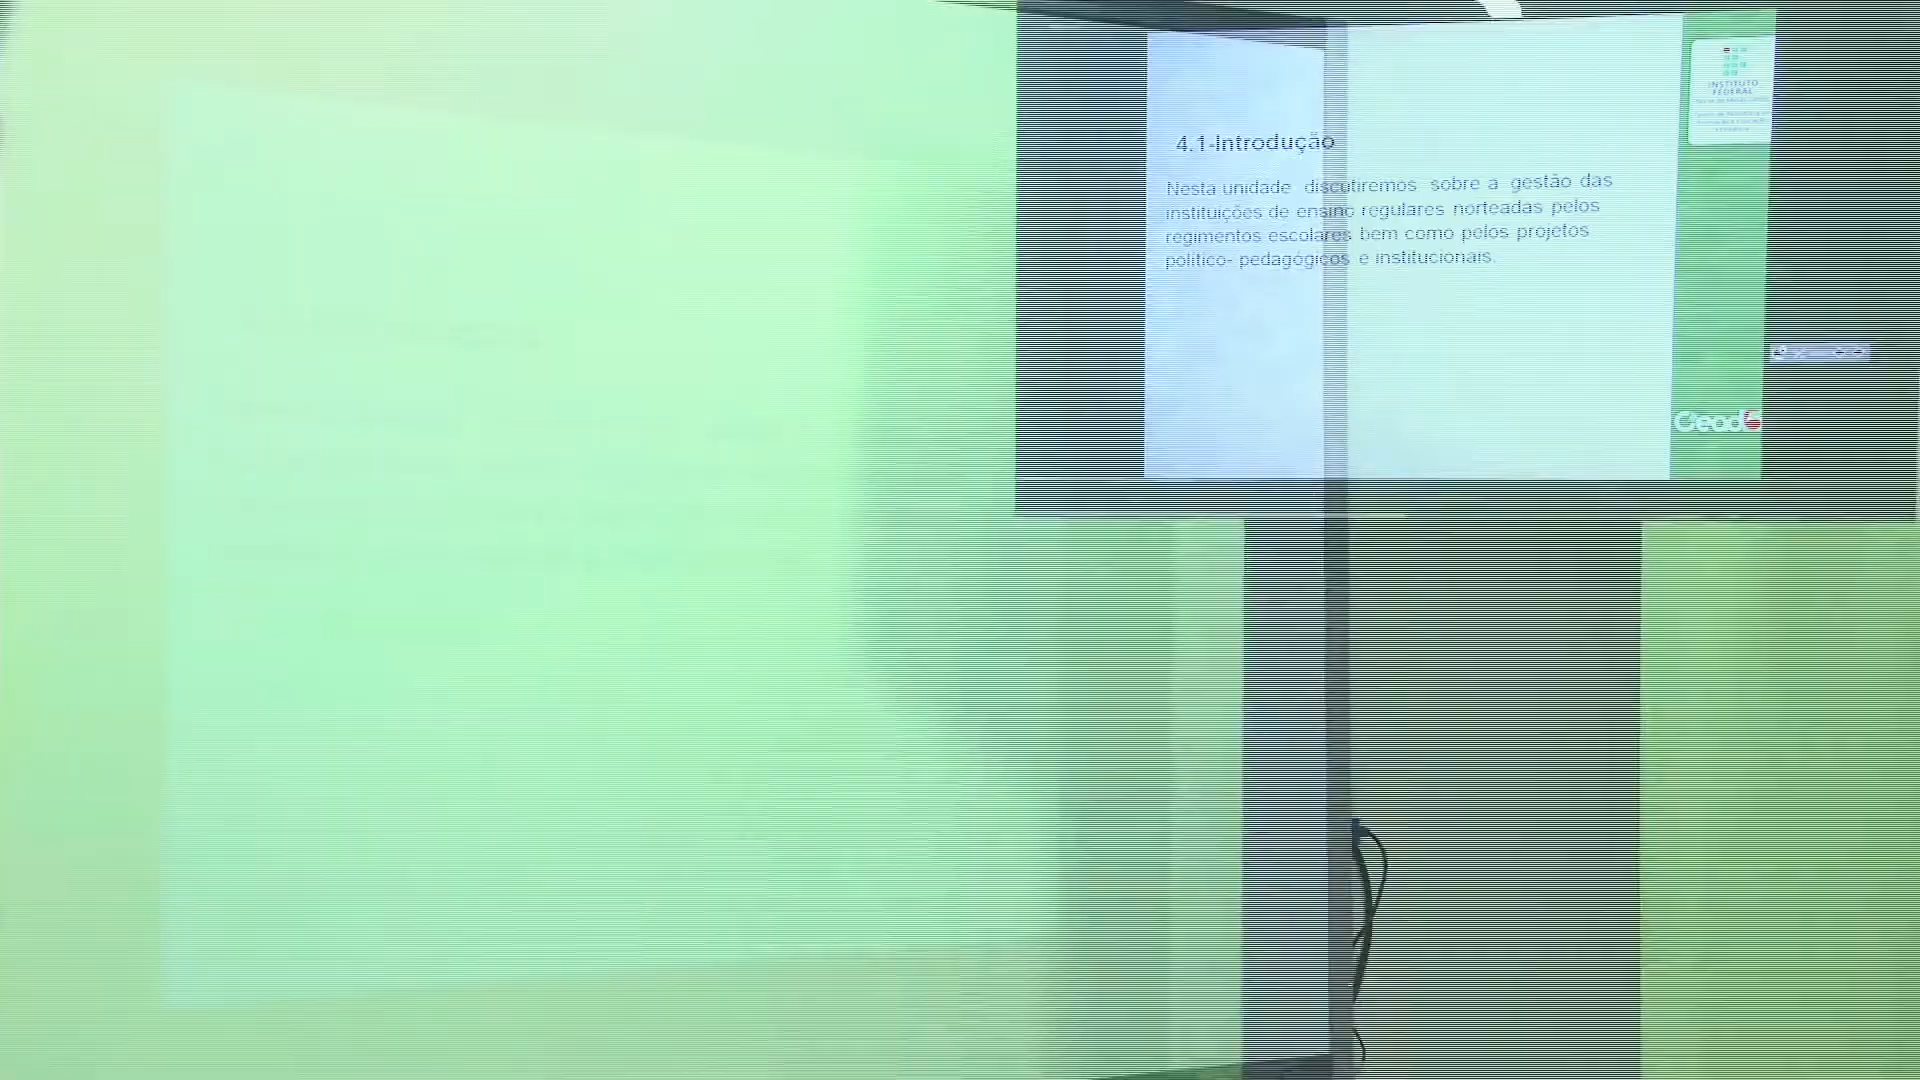 4.1-Introdução
Nesta unidade discutiremos sobre a gestão das
instituições de ensino regulares norteadas pelos
regimentos escolares bem como pelos projetos
político- pedagógicos e institucionais.
INSTITUTO
FEDERAL
Cead